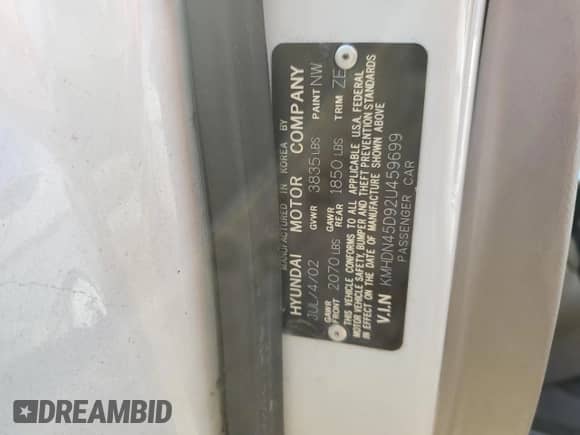 MANUFACTURED IN KOREA BY
HYUNDAI MOTOR COMPANY
JUL/4/02 GVWR 3835 LBS PAINT NW
GAWR FRONT 2070 LBS GAWR REAR 1850 LBS TRIM ZE
THIS VEHICLE CONFORMS TO ALL APPLICABLE U.S.A. FEDERAL
MOTOR VEHICLE SAFETY, BUMPER AND THEFT PREVENTION STANDARDS
IN EFFECT ON THE DATE OF MANUFACTURE SHOWN ABOVE
V.I.N KMHDN45D92U459699
PASSENGER CAR
DREAMBID